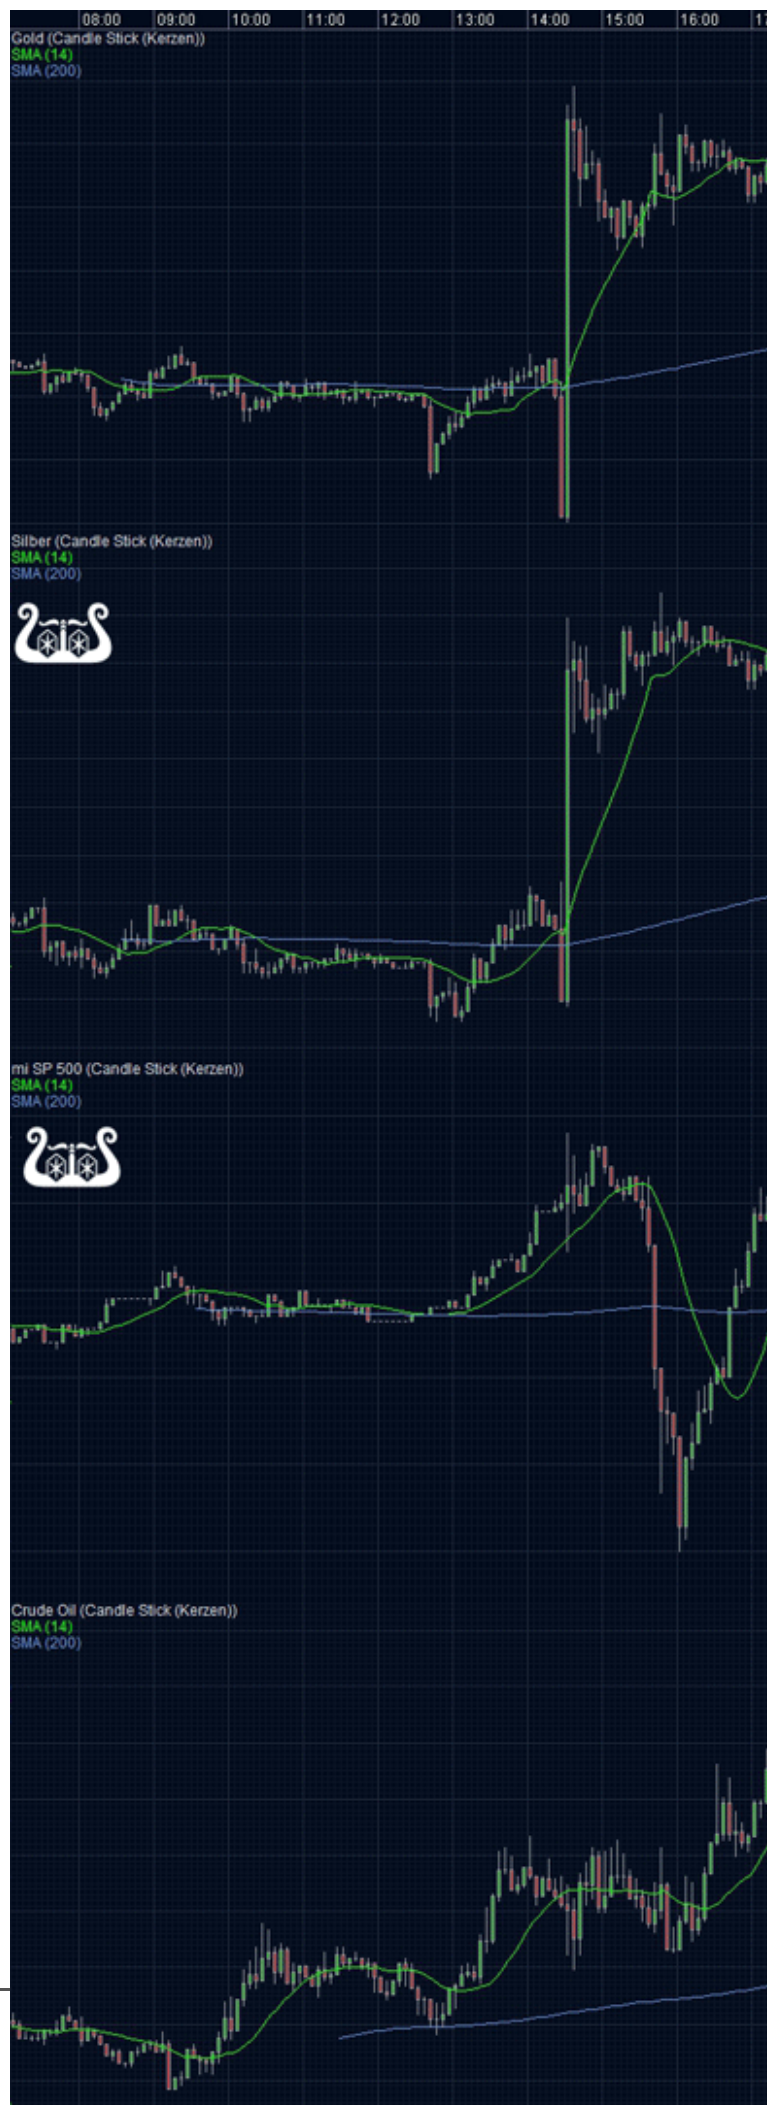 08:00 09:00 10:00 11:00 12:00 13:00 14:00 15:00 16:00
Gold (Candle Stick (Kerzen))
SMA (14)
SMA (200)
Silber (Candle Stick (Kerzen))
SMA (14)
SMA (200)
mi SP 500 (Candle Stick (Kerzen))
SMA (14)
SMA (200)
Crude Oil (Candle Stick (Kerzen))
SMA (14)
SMA (200)